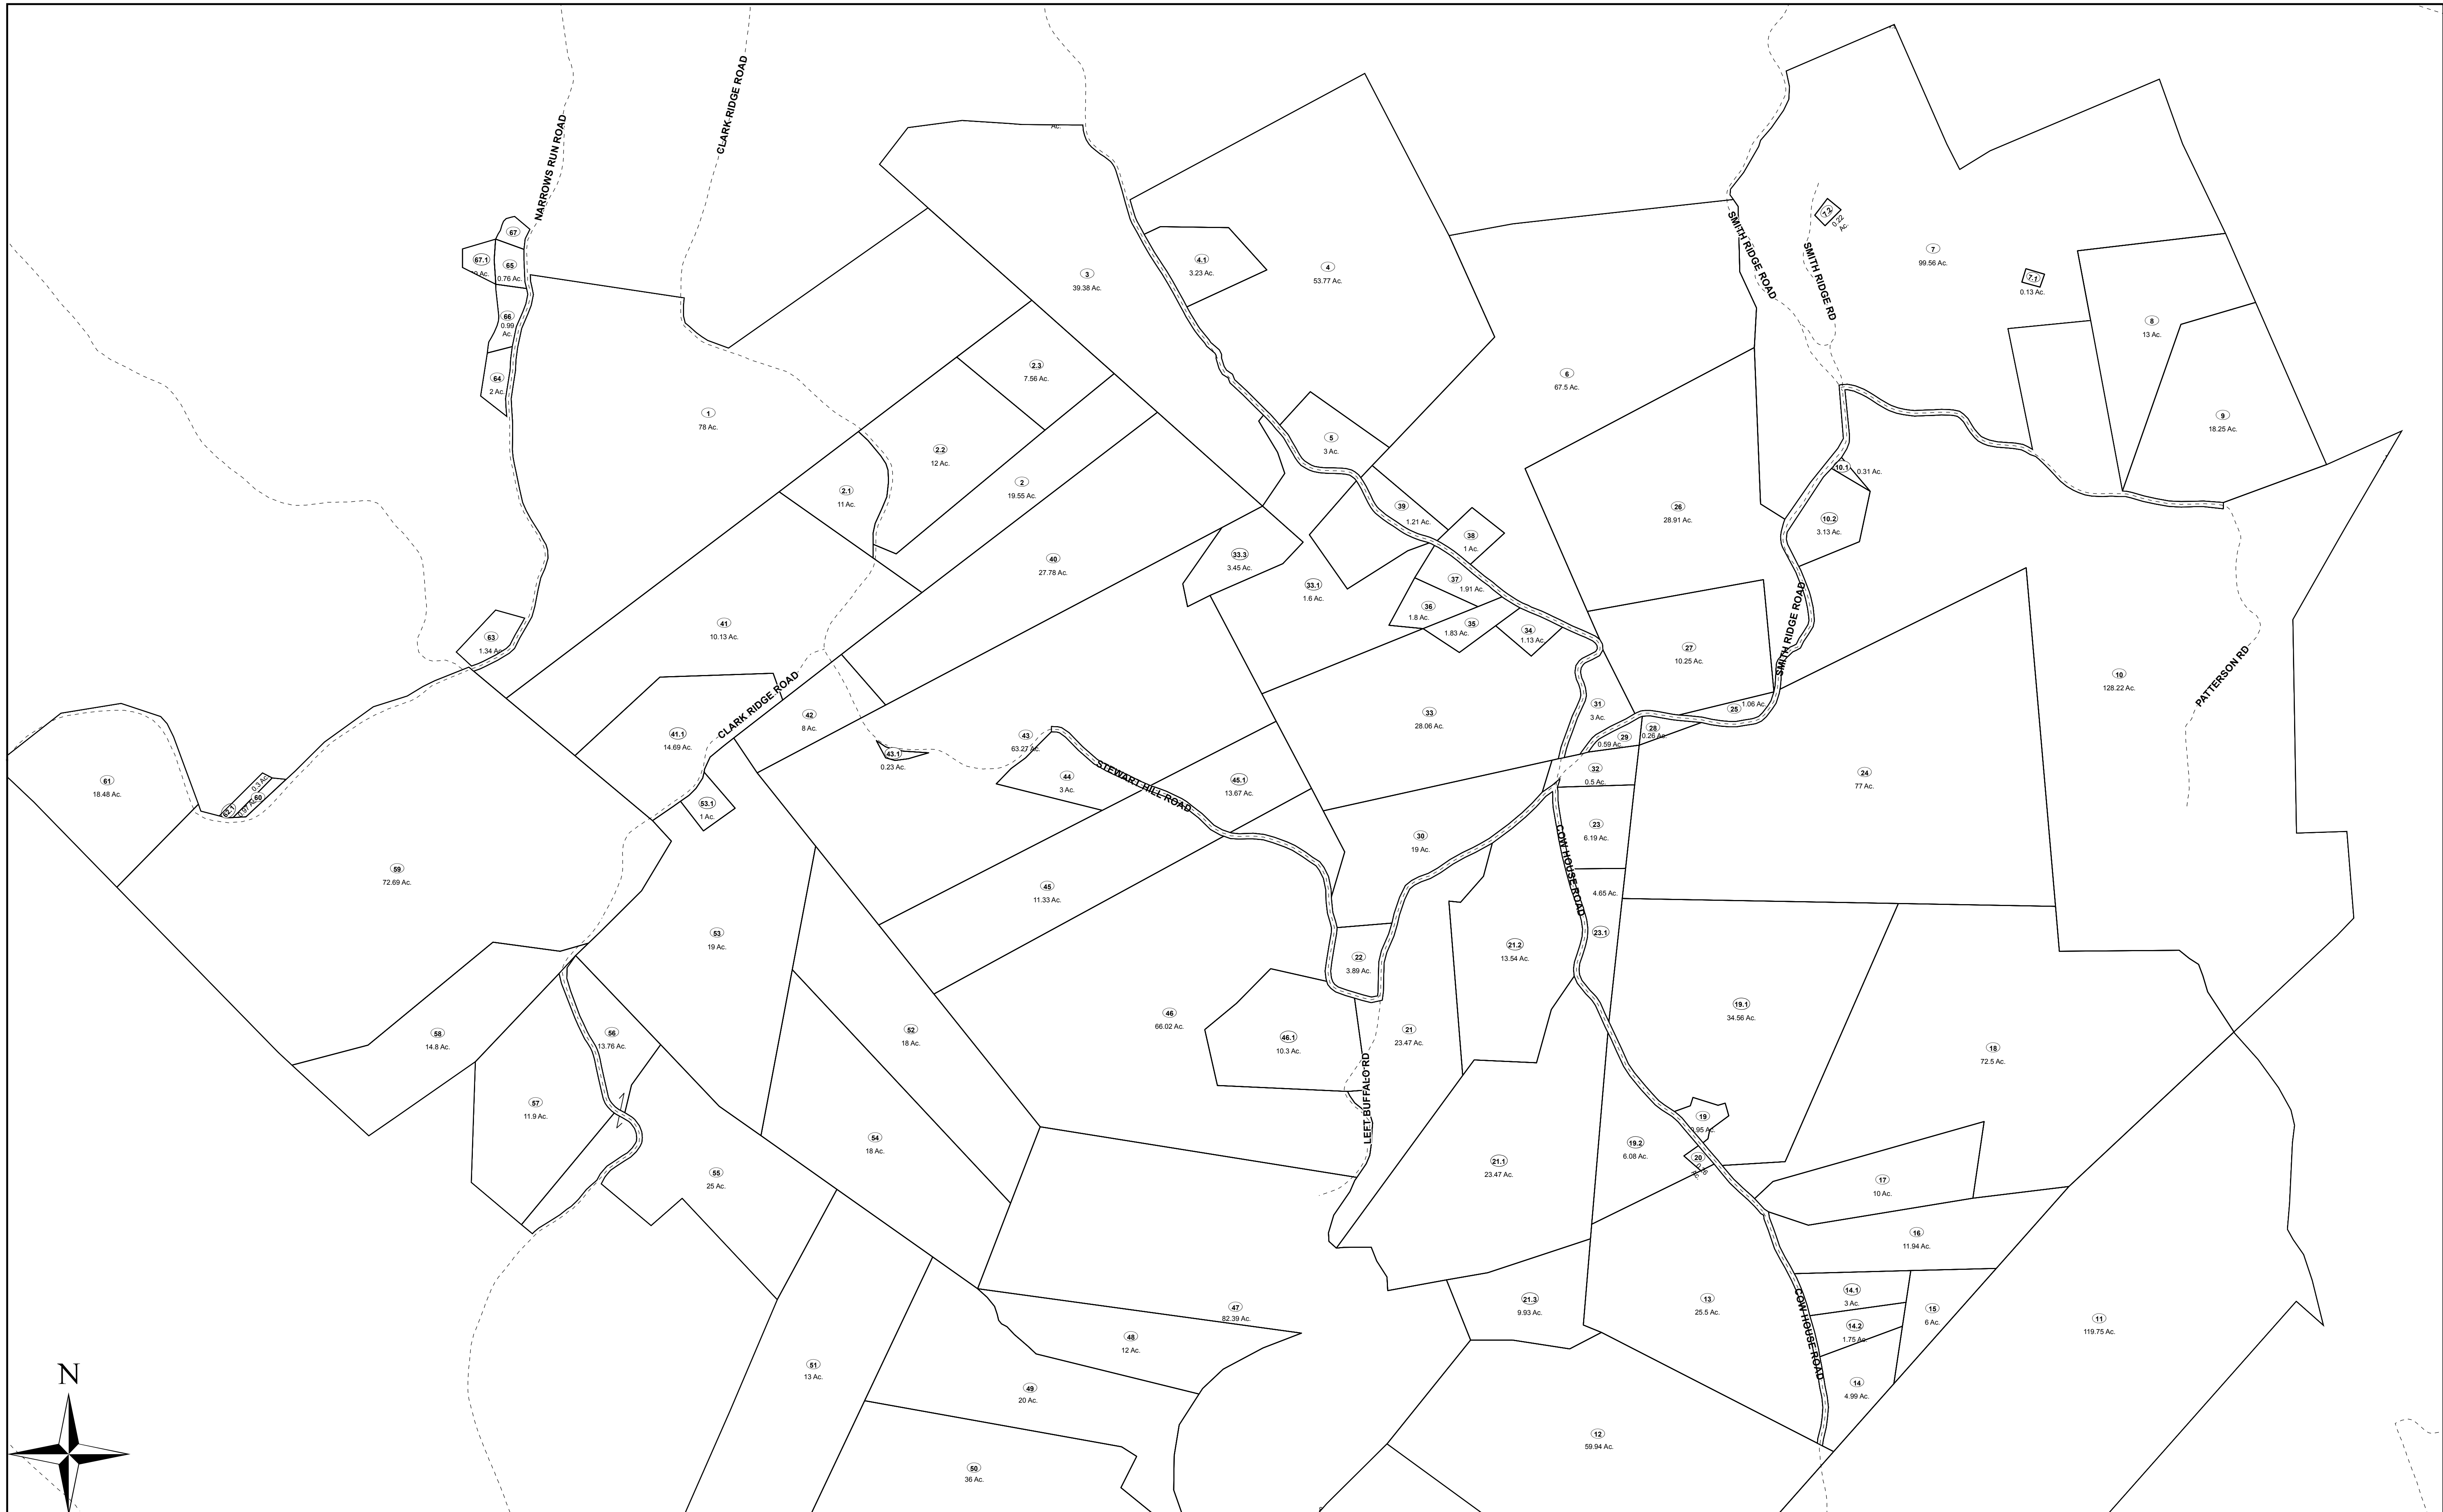 CLARK RIDGE ROAD
NARROWS RUN ROAD
Ac.
67
67.1
65
0.76 Ac.
66
0.99
Ac.
64
2 Ac.
1
78 Ac.
3
39.38 Ac.
4.1
3.23 Ac.
4
53.77 Ac.
SMITH RIDGE ROAD
SMITH RIDGE RD
7.2
0.22
Ac.
7
99.56 Ac.
7.1
0.13 Ac.
8
13 Ac.
9
18.25 Ac.
2.3
7.56 Ac.
2.2
12 Ac.
2.1
11 Ac.
2
19.55 Ac.
5
3 Ac.
6
67.5 Ac.
39
1.21 Ac.
38
1 Ac.
26
28.91 Ac.
10.1
0.31 Ac.
10.2
3.13 Ac.
40
27.78 Ac.
33.3
3.45 Ac.
33.1
1.6 Ac.
37
1.91 Ac.
36
1.8 Ac.
35
1.83 Ac.
34
1.13 Ac.
27
10.25 Ac.
SMITH RIDGE ROAD
10
128.22 Ac.
PATTERSON RD
63
1.34 Ac.
41
10.13 Ac.
41.1
14.69 Ac.
CLARK RIDGE ROAD
42
8 Ac.
43
63.27 Ac.
43.1
0.23 Ac.
44
3 Ac.
STEWART HILL ROAD
45.1
13.67 Ac.
33
28.06 Ac.
31
3 Ac.
25
1.06 Ac.
28
0.26 Ac.
29
0.59 Ac.
32
0.5 Ac.
24
77 Ac.
61
18.48 Ac.
62.1
0.3 Ac.
60
53.1
1 Ac.
59
72.69 Ac.
30
19 Ac.
23
6.19 Ac.
COW HOUSE ROAD
4.65 Ac.
23.1
45
11.33 Ac.
53
19 Ac.
22
3.89 Ac.
21.2
13.54 Ac.
58
14.8 Ac.
56
13.76 Ac.
52
18 Ac.
46
66.02 Ac.
46.1
10.3 Ac.
21
23.47 Ac.
19.1
34.56 Ac.
18
72.5 Ac.
LEFT BUFFALO RD
57
11.9 Ac.
54
18 Ac.
55
25 Ac.
21.1
23.47 Ac.
19.2
6.08 Ac.
19
20
17
10 Ac.
16
11.94 Ac.
47
82.39 Ac.
48
12 Ac.
21.3
9.93 Ac.
13
25.5 Ac.
COW HOUSE ROAD
14.1
3 Ac.
14.2
1.75 Ac.
15
6 Ac.
11
119.75 Ac.
51
13 Ac.
49
20 Ac.
14
4.99 Ac.
50
36 Ac.
12
59.94 Ac.
N